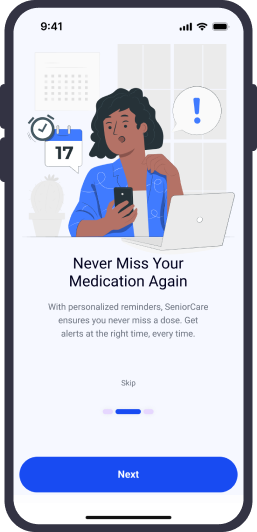 9:41
!
17
Never Miss Your
Medication Again
With personalized reminders, SeniorCare
ensures you never miss a dose. Get
alerts at the right time, every time.
Skip
Next